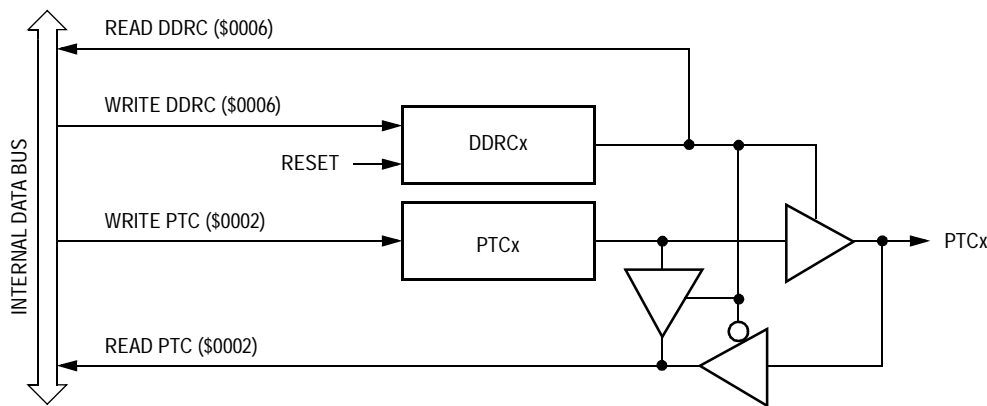 READ DDRC ($0006)
WRITE DDRC ($0006)
DDRCx
RESET
WRITE PTC ($0002)
PTCx
PTCx
READ PTC ($0002)
INTERNAL DATA BUS